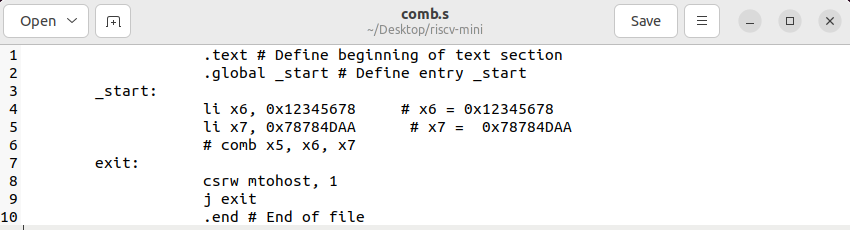 Open
comb.s
~/Desktop/riscv-mini
Save
1 .text # Define beginning of text section
2 .global _start # Define entry _start
3 _start:
4 li x6, 0x12345678 # x6 = 0x12345678
5 li x7, 0x78784DAA # x7 = 0x78784DAA
6 # comb x5, x6, x7
7 exit:
8 csrw mtohost, 1
9 j exit
10 .end # End of file